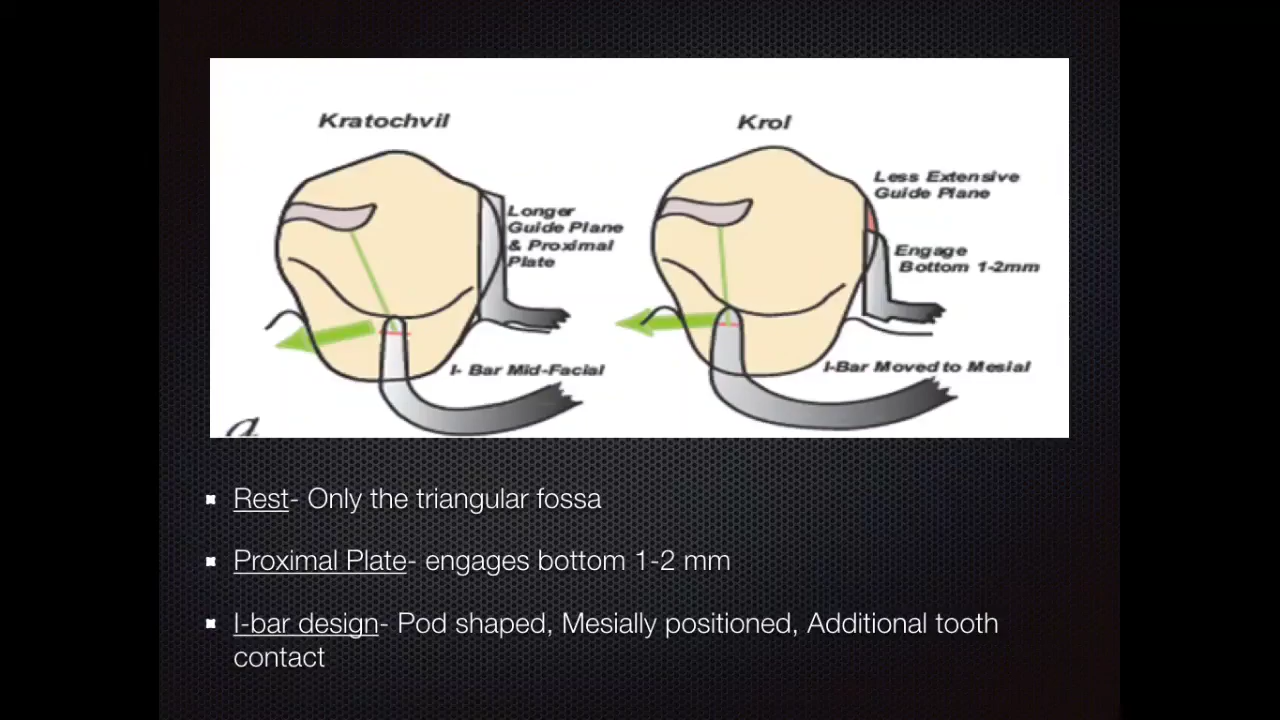 Kratochvil
Krol
Longer
Guide Plane
& Proximal
Plate
I- Bar Mid-Facial
Less Extensive
Guide Plane
Engage
Bottom 1-2mm
I-Bar Moved to Mesial
a
Rest- Only the triangular fossa
Proximal Plate- engages bottom 1-2 mm
I-bar design- Pod shaped, Mesially positioned, Additional tooth
contact